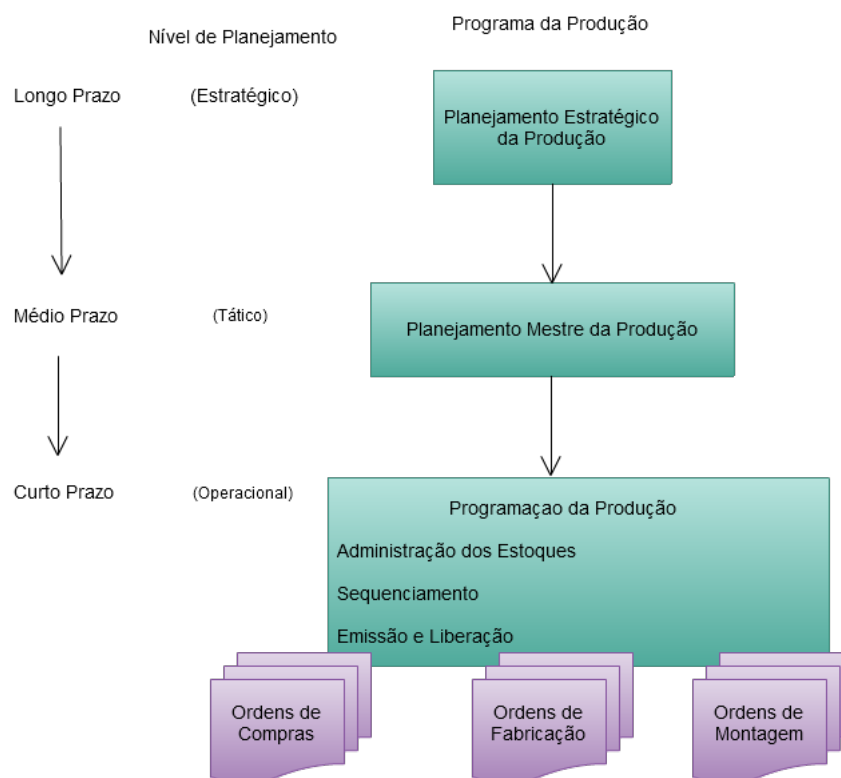 Nível de Planejamento
Programa da Produção
Longo Prazo
(Estratégico)
Planejamento Estratégico
da Produção
Médio Prazo
(Tático)
Planejamento Mestre da Produção
Curto Prazo
(Operacional)
Programaçao da Produção
Administração dos Estoques
Sequenciamento
Emissão e Liberação
Ordens de
Compras
Ordens de
Fabricação
Ordens de
Montagem